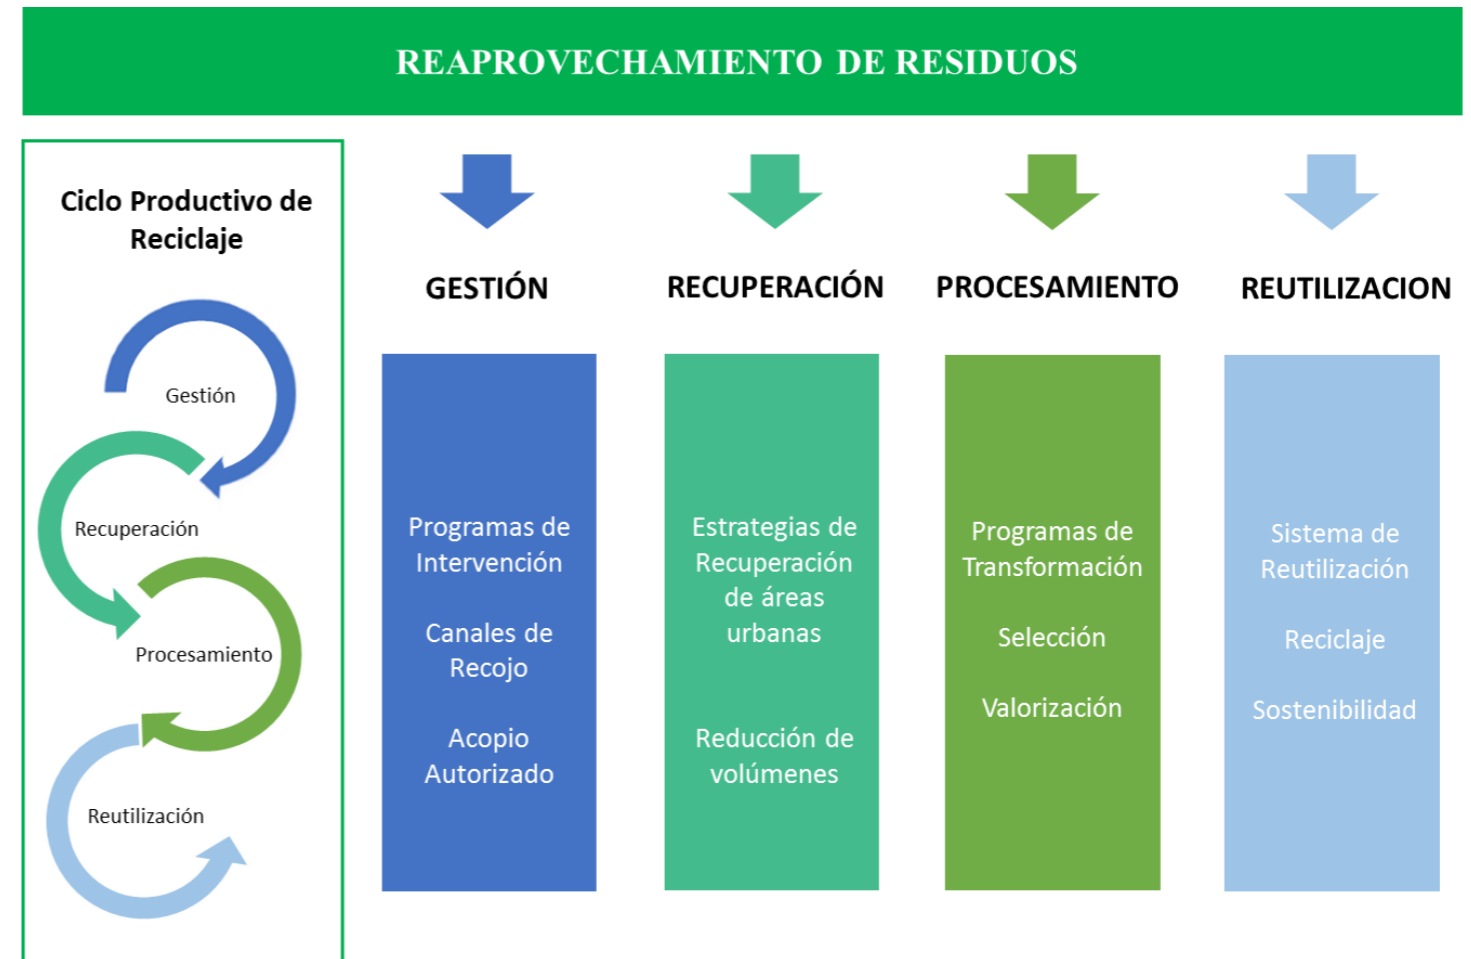 REAPROVECHAMIENTO DE RESIDUOS
Ciclo Productivo de
Reciclaje
Gestión
Recuperación
Procesamiento
Reutilización
GESTIÓN
Programas de
Intervención
Canales de
Recojo
Acopio
Autorizado
RECUPERACIÓN
Estrategias de
Recuperación
de áreas
urbanas
Reducción de
volúmenes
PROCESAMIENTO
Programas de
Transformación
Selección
Valorización
REUTILIZACION
Sistema de
Reutilización
Reciclaje
Sostenibilidad